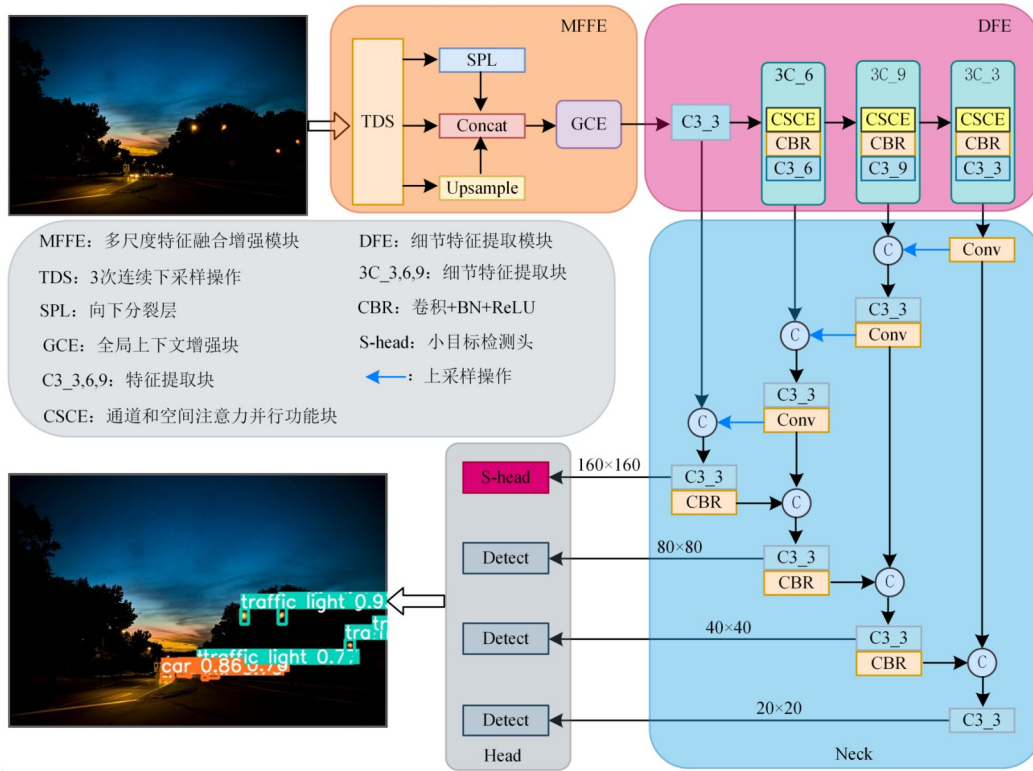 MFFE
TDS
SPL
Concat
Upsample
GCE
DFE
C3_3
3C_6
CSCE
CBR
C3_6
3C_9
CSCE
CBR
C3_9
3C_3
CSCE
CBR
C3_3
MFFE：多尺度特征融合增强模块
TDS：3次连续下采样操作
SPL：向下分裂层
GCE：全局上下文增强块
C3_3,6,9：特征提取块
CSCE：通道和空间注意力并行功能块
DFE：细节特征提取模块
3C_3,6,9：细节特征提取块
CBR：卷积+BN+ReLU
S-head：小目标检测头
：上采样操作
C
Conv
C3_3
Conv
C
C3_3
Conv
C
160×160
C3_3
CBR
C
80×80
C3_3
CBR
C
40×40
C3_3
CBR
C
20×20
C3_3
Neck
S-head
Detect
Detect
Detect
Head
traffic light 0.9
traffic light 0.7
car 0.86